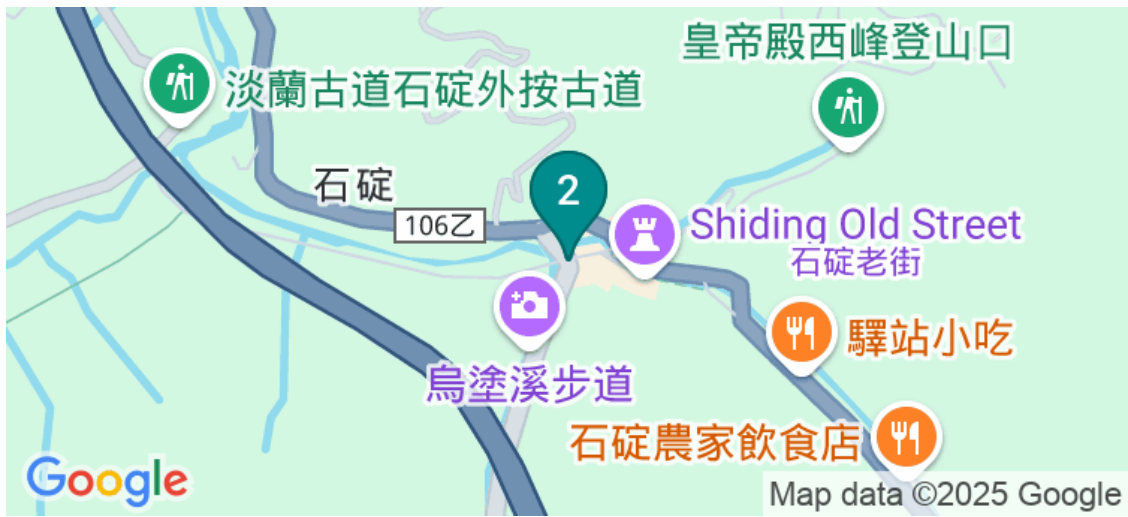 皇帝殿西峰登山口
淡蘭古道石碇外按古道
石碇
2
106乙
Shiding Old Street
石碇老街
驛站小吃
烏塗溪步道
石碇農家飲食店
Google
Map data ©2025 Google